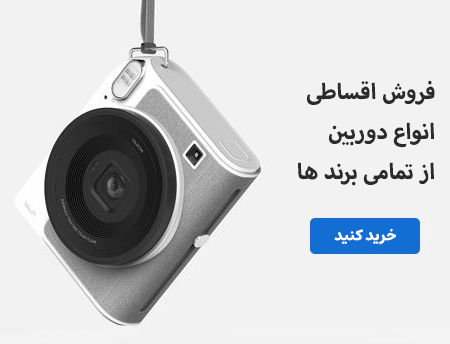 فروش اقساطی
انواع دوربین
از تمامی برند ها
خرید کنید